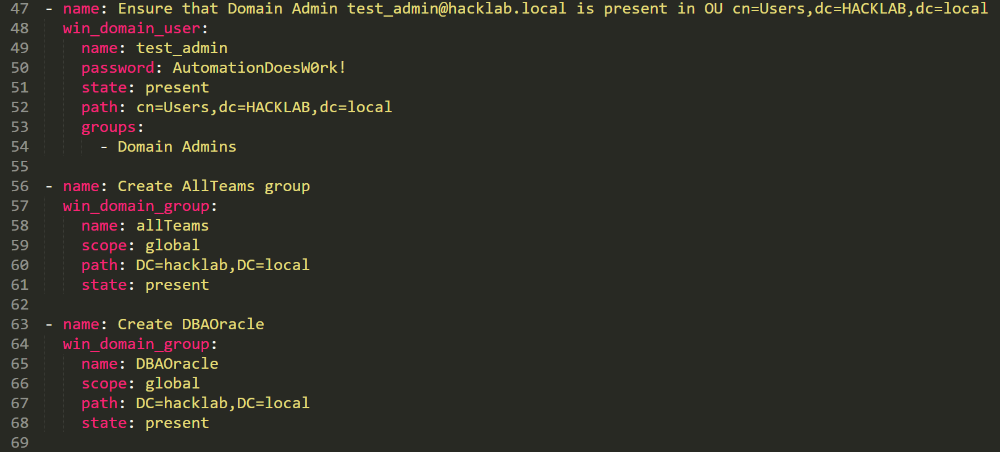 47 - name: Ensure that Domain Admin test_admin@hacklab.local is present in OU cn=Users,dc=HACKLAB,dc=local
48   win_domain_user:
49     name: test_admin
50     password: AutomationDoesW0rk!
51     state: present
52     path: cn=Users,dc=HACKLAB,dc=local
53     groups:
54       - Domain Admins
55
56 - name: Create AllTeams group
57   win_domain_group:
58     name: allTeams
59     scope: global
60     path: DC=hacklab,DC=local
61     state: present
62
63 - name: Create DBAOracle
64   win_domain_group:
65     name: DBAOracle
66     scope: global
67     path: DC=hacklab,DC=local
68     state: present
69